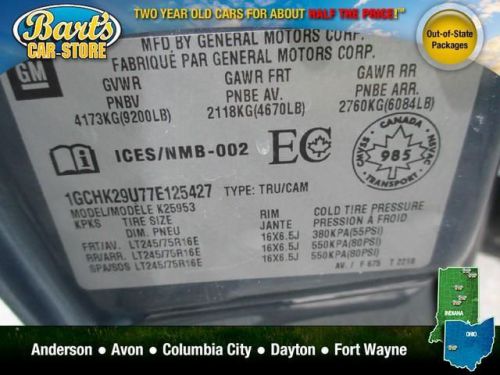 Bart's
CAR-STORE
TWO YEAR OLD CARS FOR ABOUT HALF THE PRICE!™
Out-of-State
Packages
GM
MFD BY GENERAL MOTORS CORP.
FABRIQUÉ PAR GENERAL MOTORS CORP.
GVWR GAWR FRT GAWR RR
PNBV PNBE AV. PNBE ARR.
4173KG(9200LB) 2118KG(4670LB) 2760KG(6084LB)
ICES/NMB-002 EC
CANADA
CMVSS 985 NSVAC
TRANSPORT
1GCHK29U77E125427 TYPE: TRU/CAM
MODEL/MODÈLE K25953
KPKS TIRE SIZE RIM COLD TIRE PRESSURE
DIM. PNEU JANTE PRESSION A FROID
FRT/AV. LT245/75R16E 16X6.5J 380KPA(55PSI)
RR/ARR. LT245/75R16E 16X6.5J 550KPA(80PSI)
SPA/SOS LT245/75R16E 16X6.5J 550KPA(80PSI)
INDIANA
OHIO
Anderson • Avon • Columbia City • Dayton • Fort Wayne